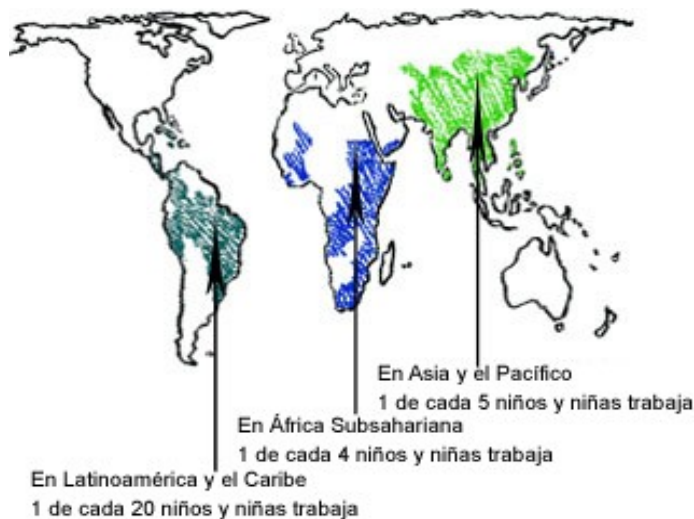 En Asia y el Pacífico
1 de cada 5 niños y niñas trabaja
En África Subsahariana
1 de cada 4 niños y niñas trabaja
En Latinoamérica y el Caribe
1 de cada 20 niños y niñas trabaja